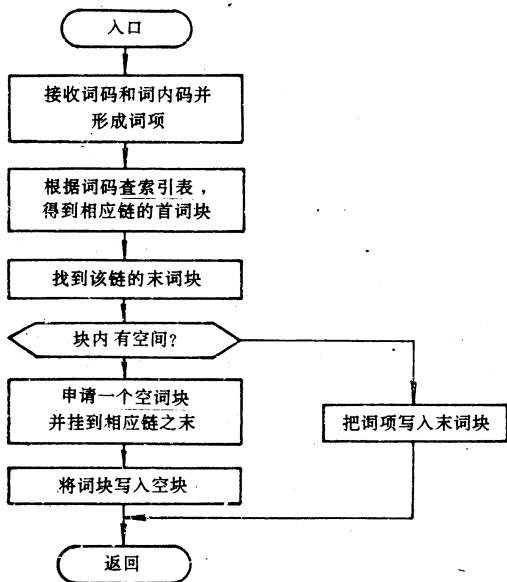 入口
接收词码和词内码并
形成词项
根据词码查索引表，
得到相应链的首词块
找到该链的末词块
块内有空间?
申请一个空词块
并挂到相应链之末
把词项写入末词块
将词块写入空块
返回